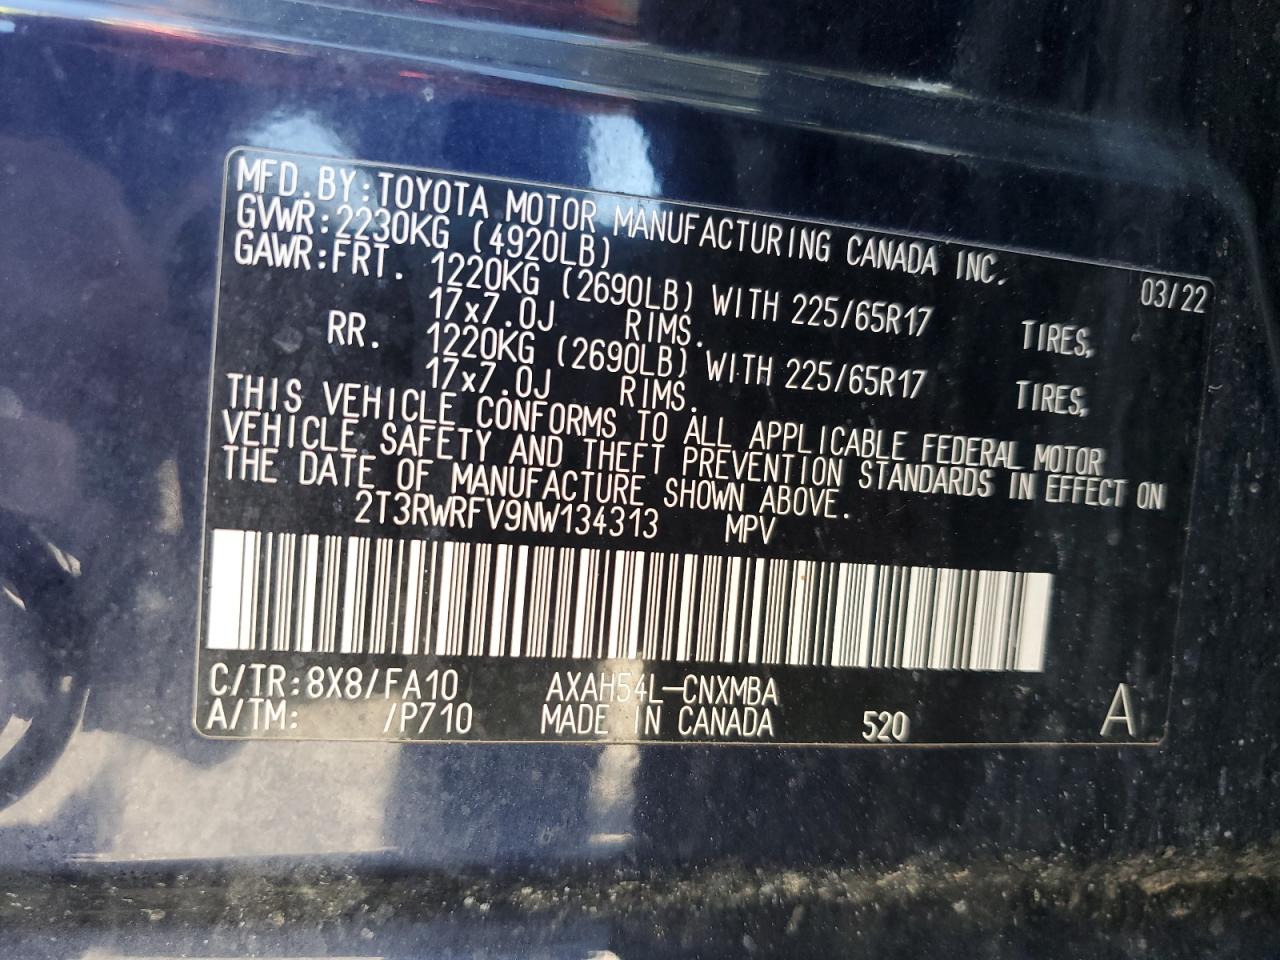 MFD.BY:TOYOTA MOTOR MANUFACTURING CANADA INC. 03/22
GVWR:2230KG (4920LB)
GAWR:FRT. 1220KG (2690LB) WITH 225/65R17 TIRES,
17x7.0J RIMS.
RR. 1220KG (2690LB) WITH 225/65R17 TIRES,
17x7.0J RIMS.
THIS VEHICLE CONFORMS TO ALL APPLICABLE FEDERAL MOTOR
VEHICLE SAFETY AND THEFT PREVENTION STANDARDS IN EFFECT ON
THE DATE OF MANUFACTURE SHOWN ABOVE.
2T3RWRFV9NW134313 MPV
C/TR:8X8/FA10 AXAH54L-CNXMBA
A/TM: /P710 MADE IN CANADA 520 A